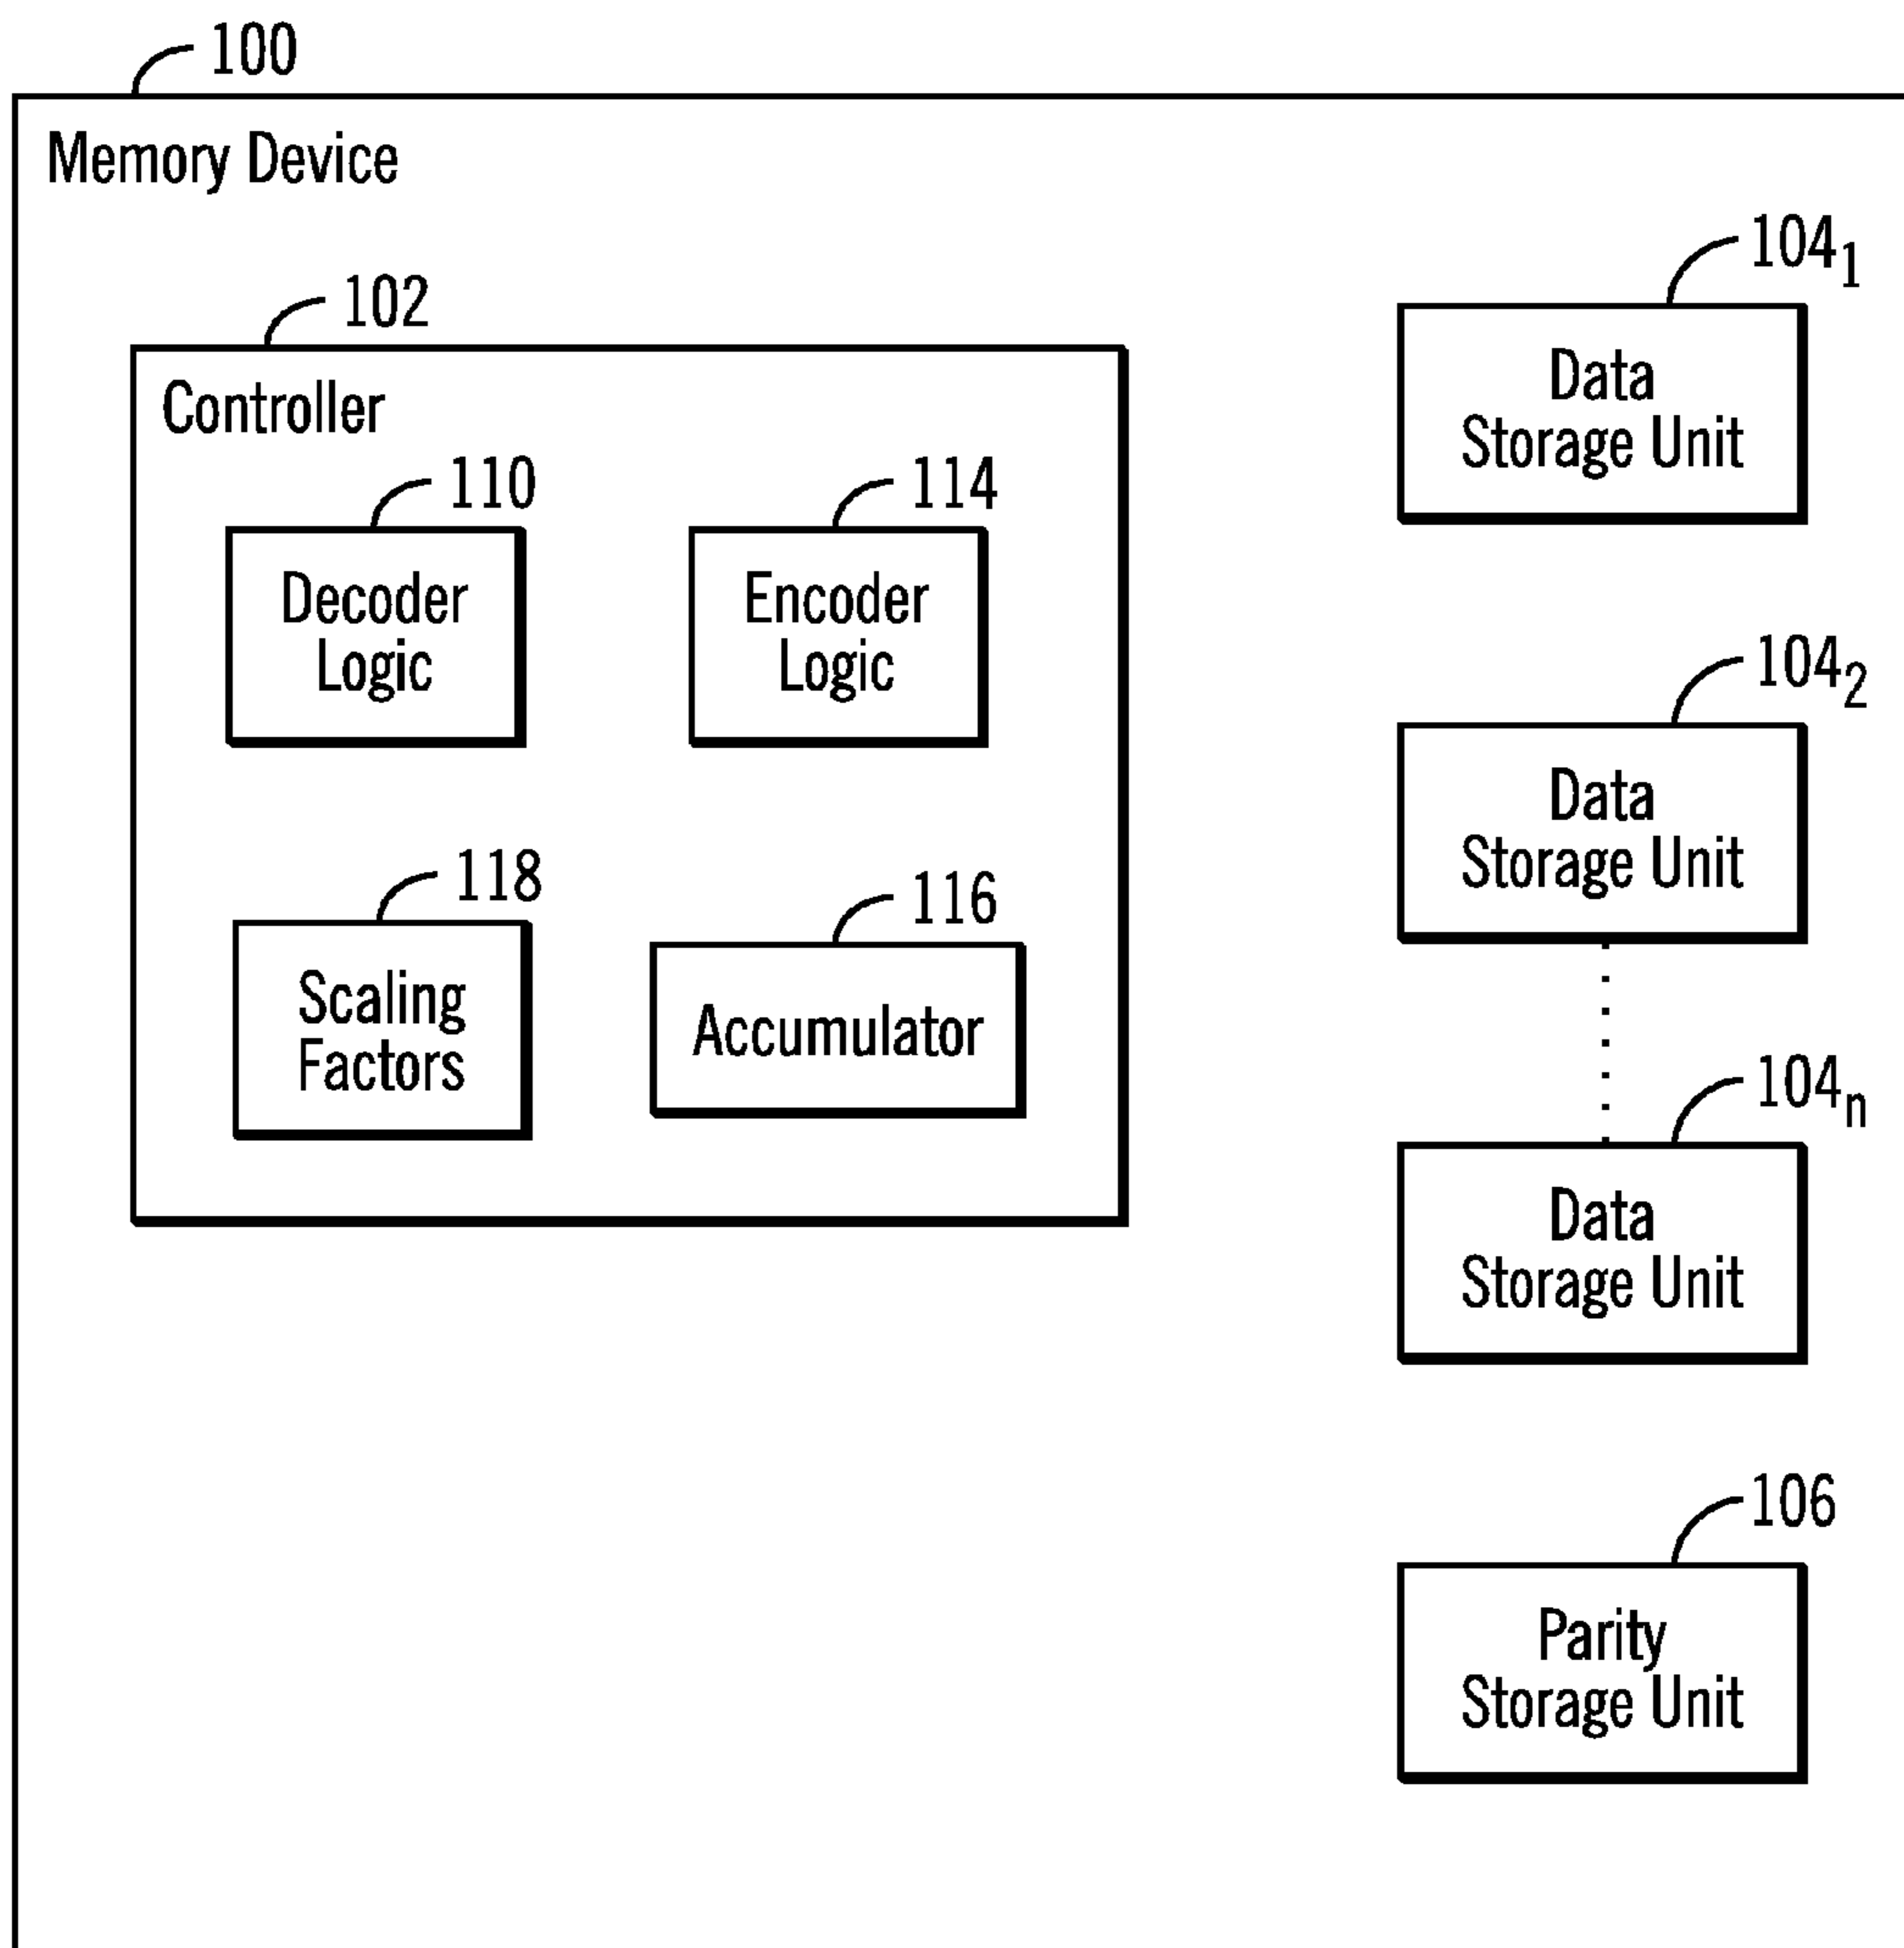 100
Memory Device
104₁
102
Controller
Data
Storage Unit
110
114
Decoder
Logic
Encoder
Logic
104₂
Data
Storage Unit
118
116
Scaling
Factors
Accumulator
104ₙ
Data
Storage Unit
106
Parity
Storage Unit